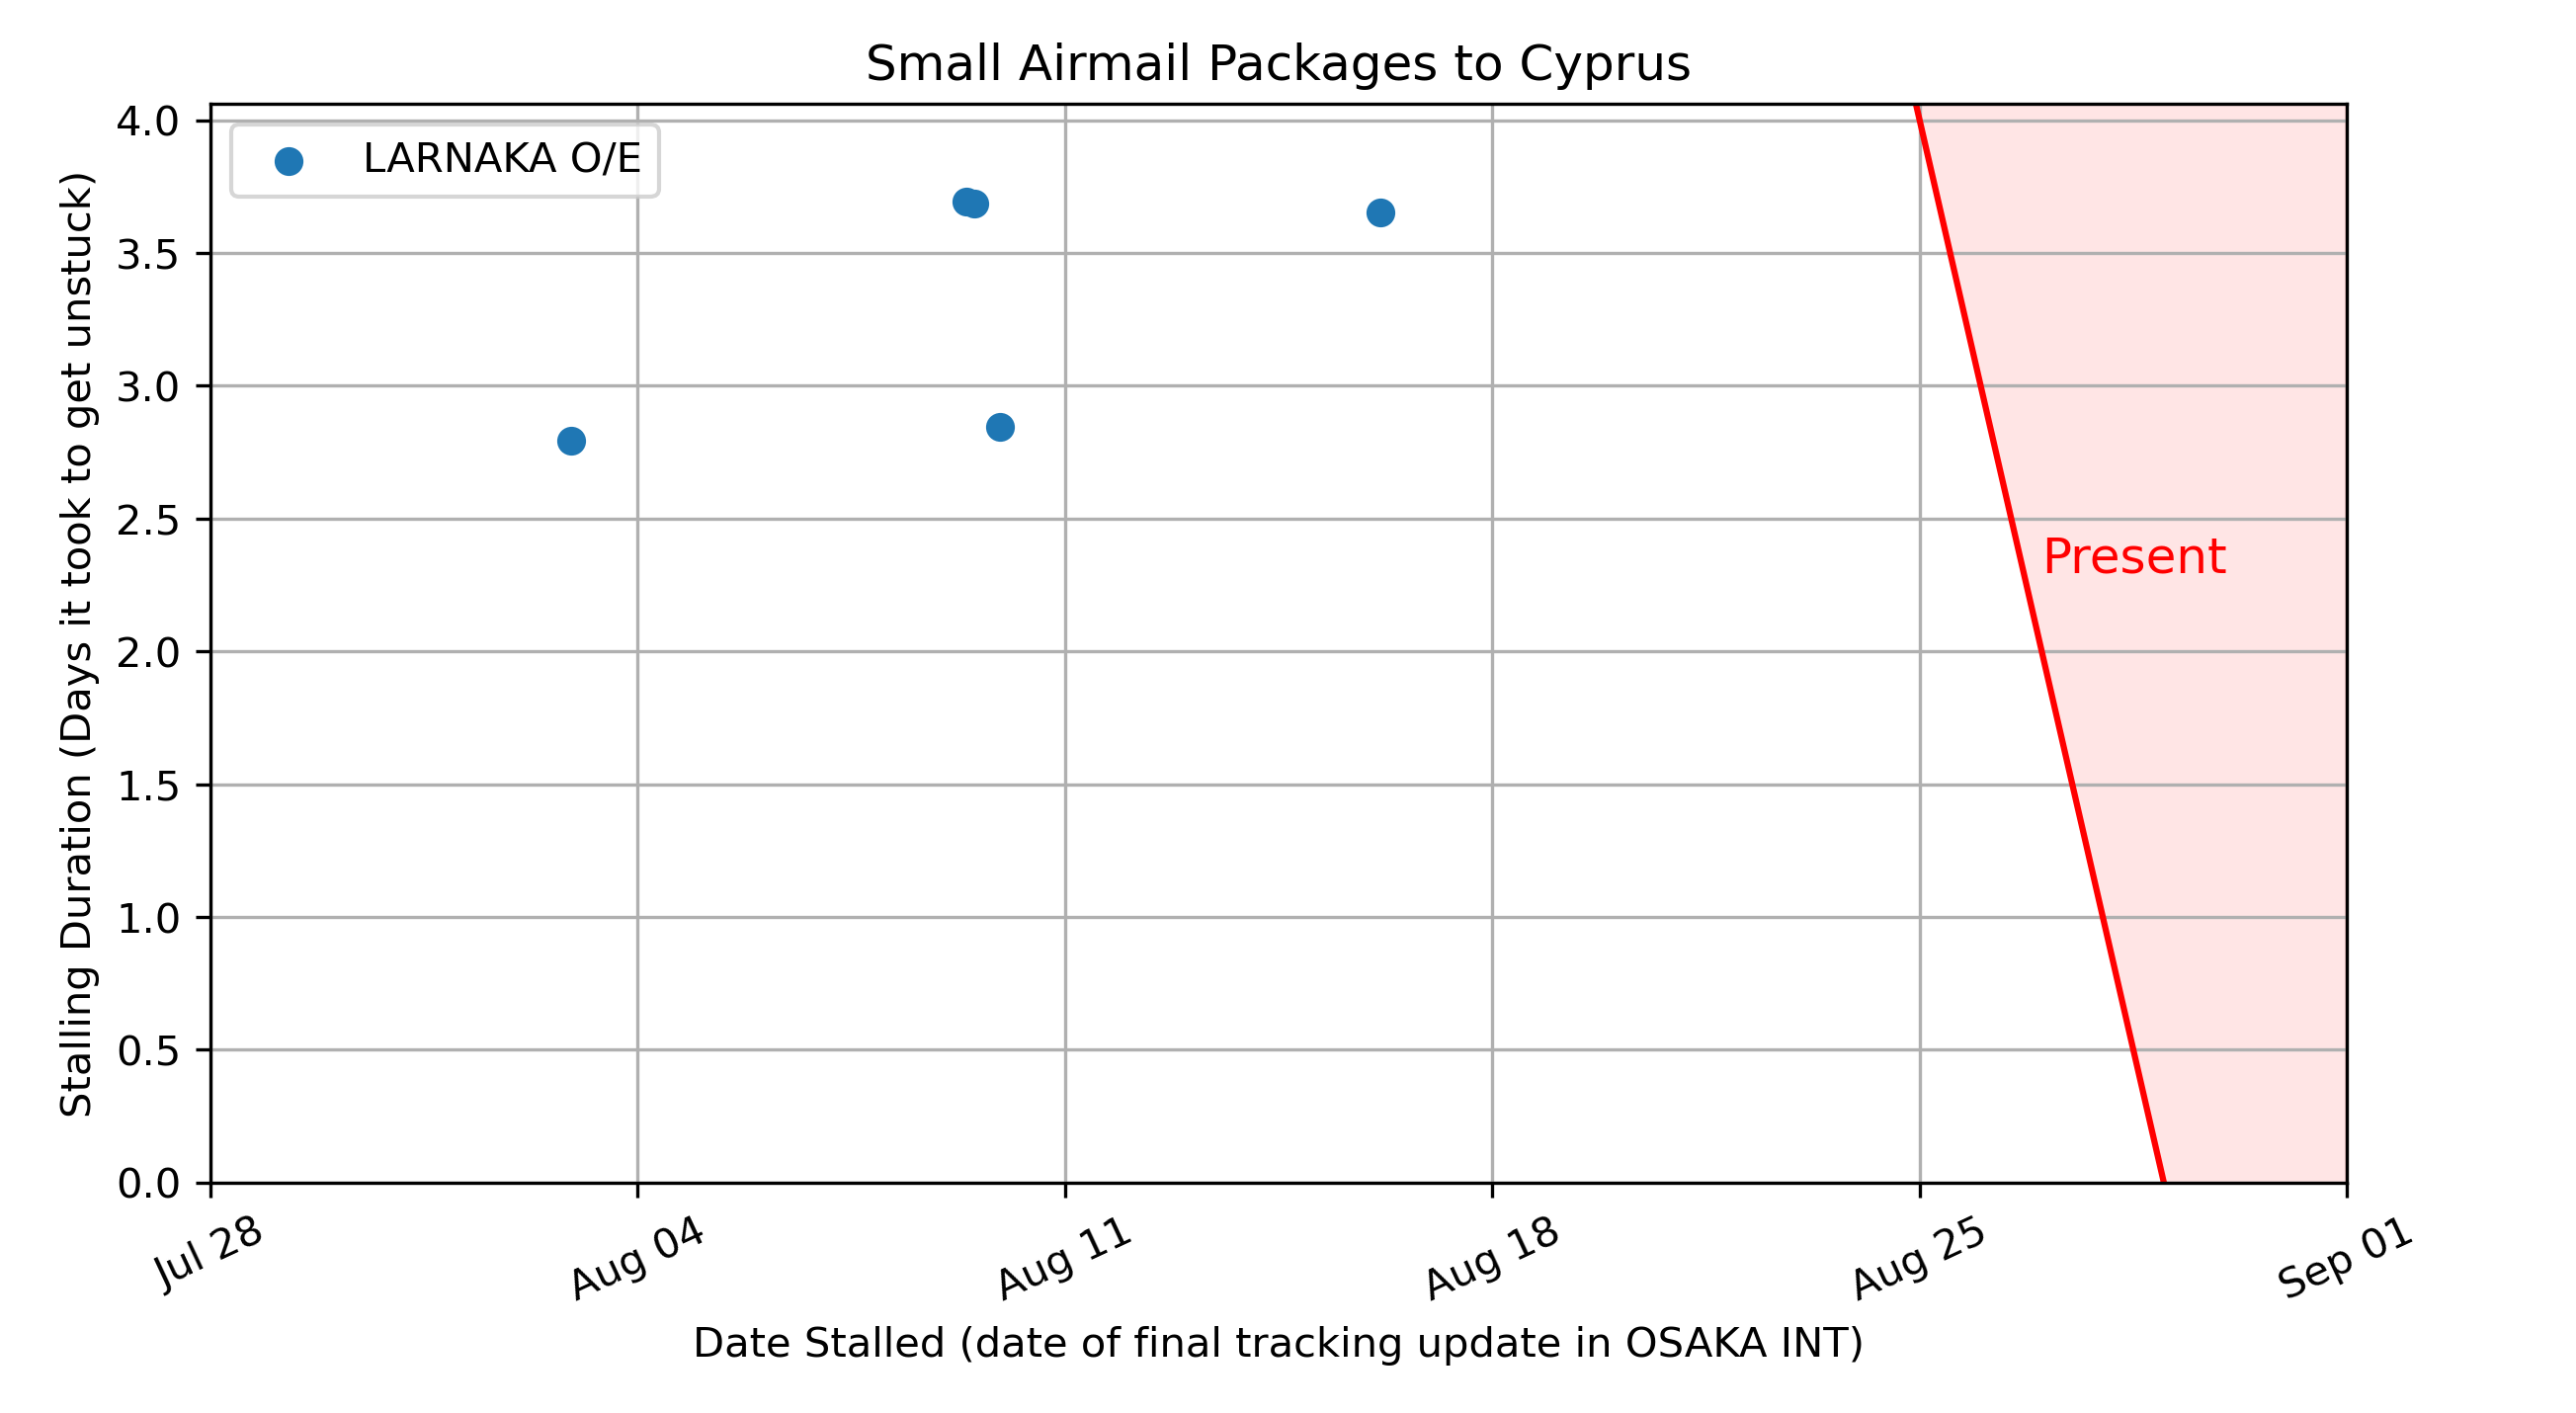 Small Airmail Packages to Cyprus
LARNAKA O/E
Stalling Duration (Days it took to get unstuck)
4.0
3.5
3.0
2.5
2.0
1.5
1.0
0.5
0.0
Present
Jul 28
Aug 04
Aug 11
Aug 18
Aug 25
Sep 01
Date Stalled (date of final tracking update in OSAKA INT)